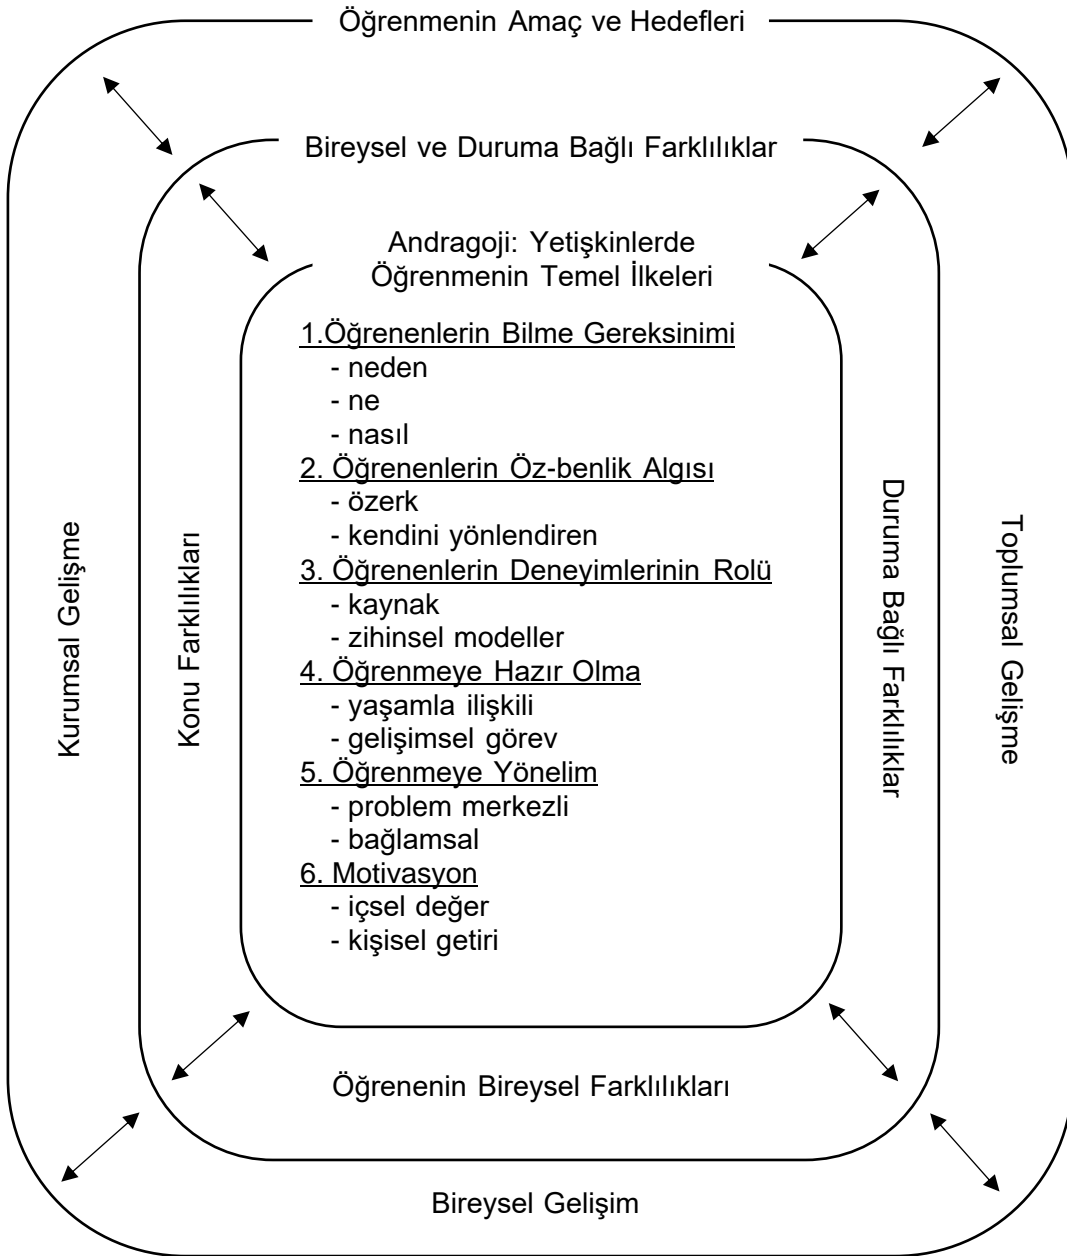 Öğrenmenin Amaç ve Hedefleri
Bireysel ve Duruma Bağlı Farklılıklar
Andragoji: Yetişkinlerde
Öğrenmenin Temel İlkeleri
1.Öğrenenlerin Bilme Gereksinimi
- neden
- ne
- nasıl
2. Öğrenenlerin Öz-benlik Algısı
- özerk
- kendini yönlendiren
3. Öğrenenlerin Deneyimlerinin Rolü
- kaynak
- zihinsel modeller
4. Öğrenmeye Hazır Olma
- yaşamla ilişkili
- gelişimsel görev
5. Öğrenmeye Yönelim
- problem merkezli
- bağlamsal
6. Motivasyon
- içsel değer
- kişisel getiri
Kurumsal Gelişme
Konu Farklılıkları
Duruma Bağlı Farklılıklar
Toplumsal Gelişme
Öğrenenin Bireysel Farklılıkları
Bireysel Gelişim